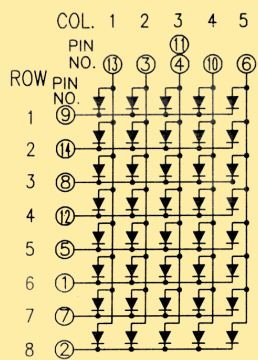 COL. 1 2 3 4 5
PIN NO. ⑬ ③ ⑪ ④ ⑩ ⑥
ROW PIN NO.
1 ⑨
2 ⑭
3 ⑧
4 ⑫
5 ⑤
6 ①
7 ⑦
8 ②